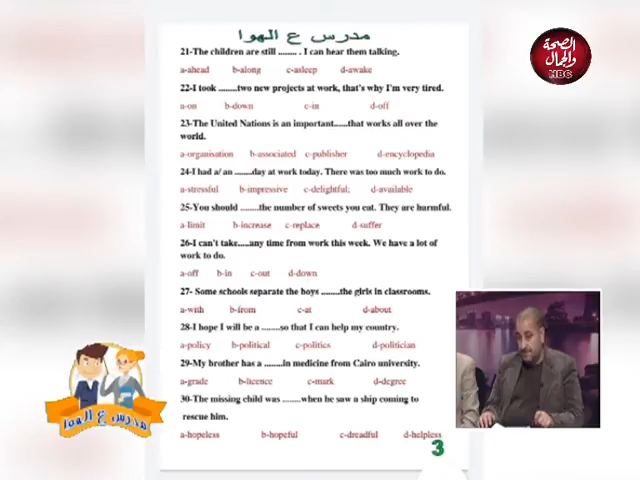 مدرس ع الهوا
21-The children are still ........ . I can hear them talking.
a-ahead b-along c-asleep d-awake
22-I took ........two new projects at work, that's why I'm very tired.
a-on b-down c-in d-off
23-The United Nations is an important......that works all over the
world.
a-organisation b-associated c-publisher d-encyclopedia
24-I had a/ an ........day at work today. There was too much work to do.
a-stressful b-impressive c-delightful; d-available
25-You should ........the number of sweets you eat. They are harmful.
a-limit b-increase c-replace d-suffer
26-I can't take.....any time from work this week. We have a lot of
work to do.
a-off b-in c-out d-down
27- Some schools separate the boys ........the girls in classrooms.
a-with b-from c-at d-about
28-I hope I will be a ........so that I can help my country.
a-policy b-political c-politics d-politician
29-My brother has a ........in medicine from Cairo university.
a-grade b-licence c-mark d-degree
30-The missing child was ........when he saw a ship coming to
rescue him.
a-hopeless b-hopeful c-dreadful d-helpless
3
الصحة
والجمال
HBC
مدرس ع الهوا